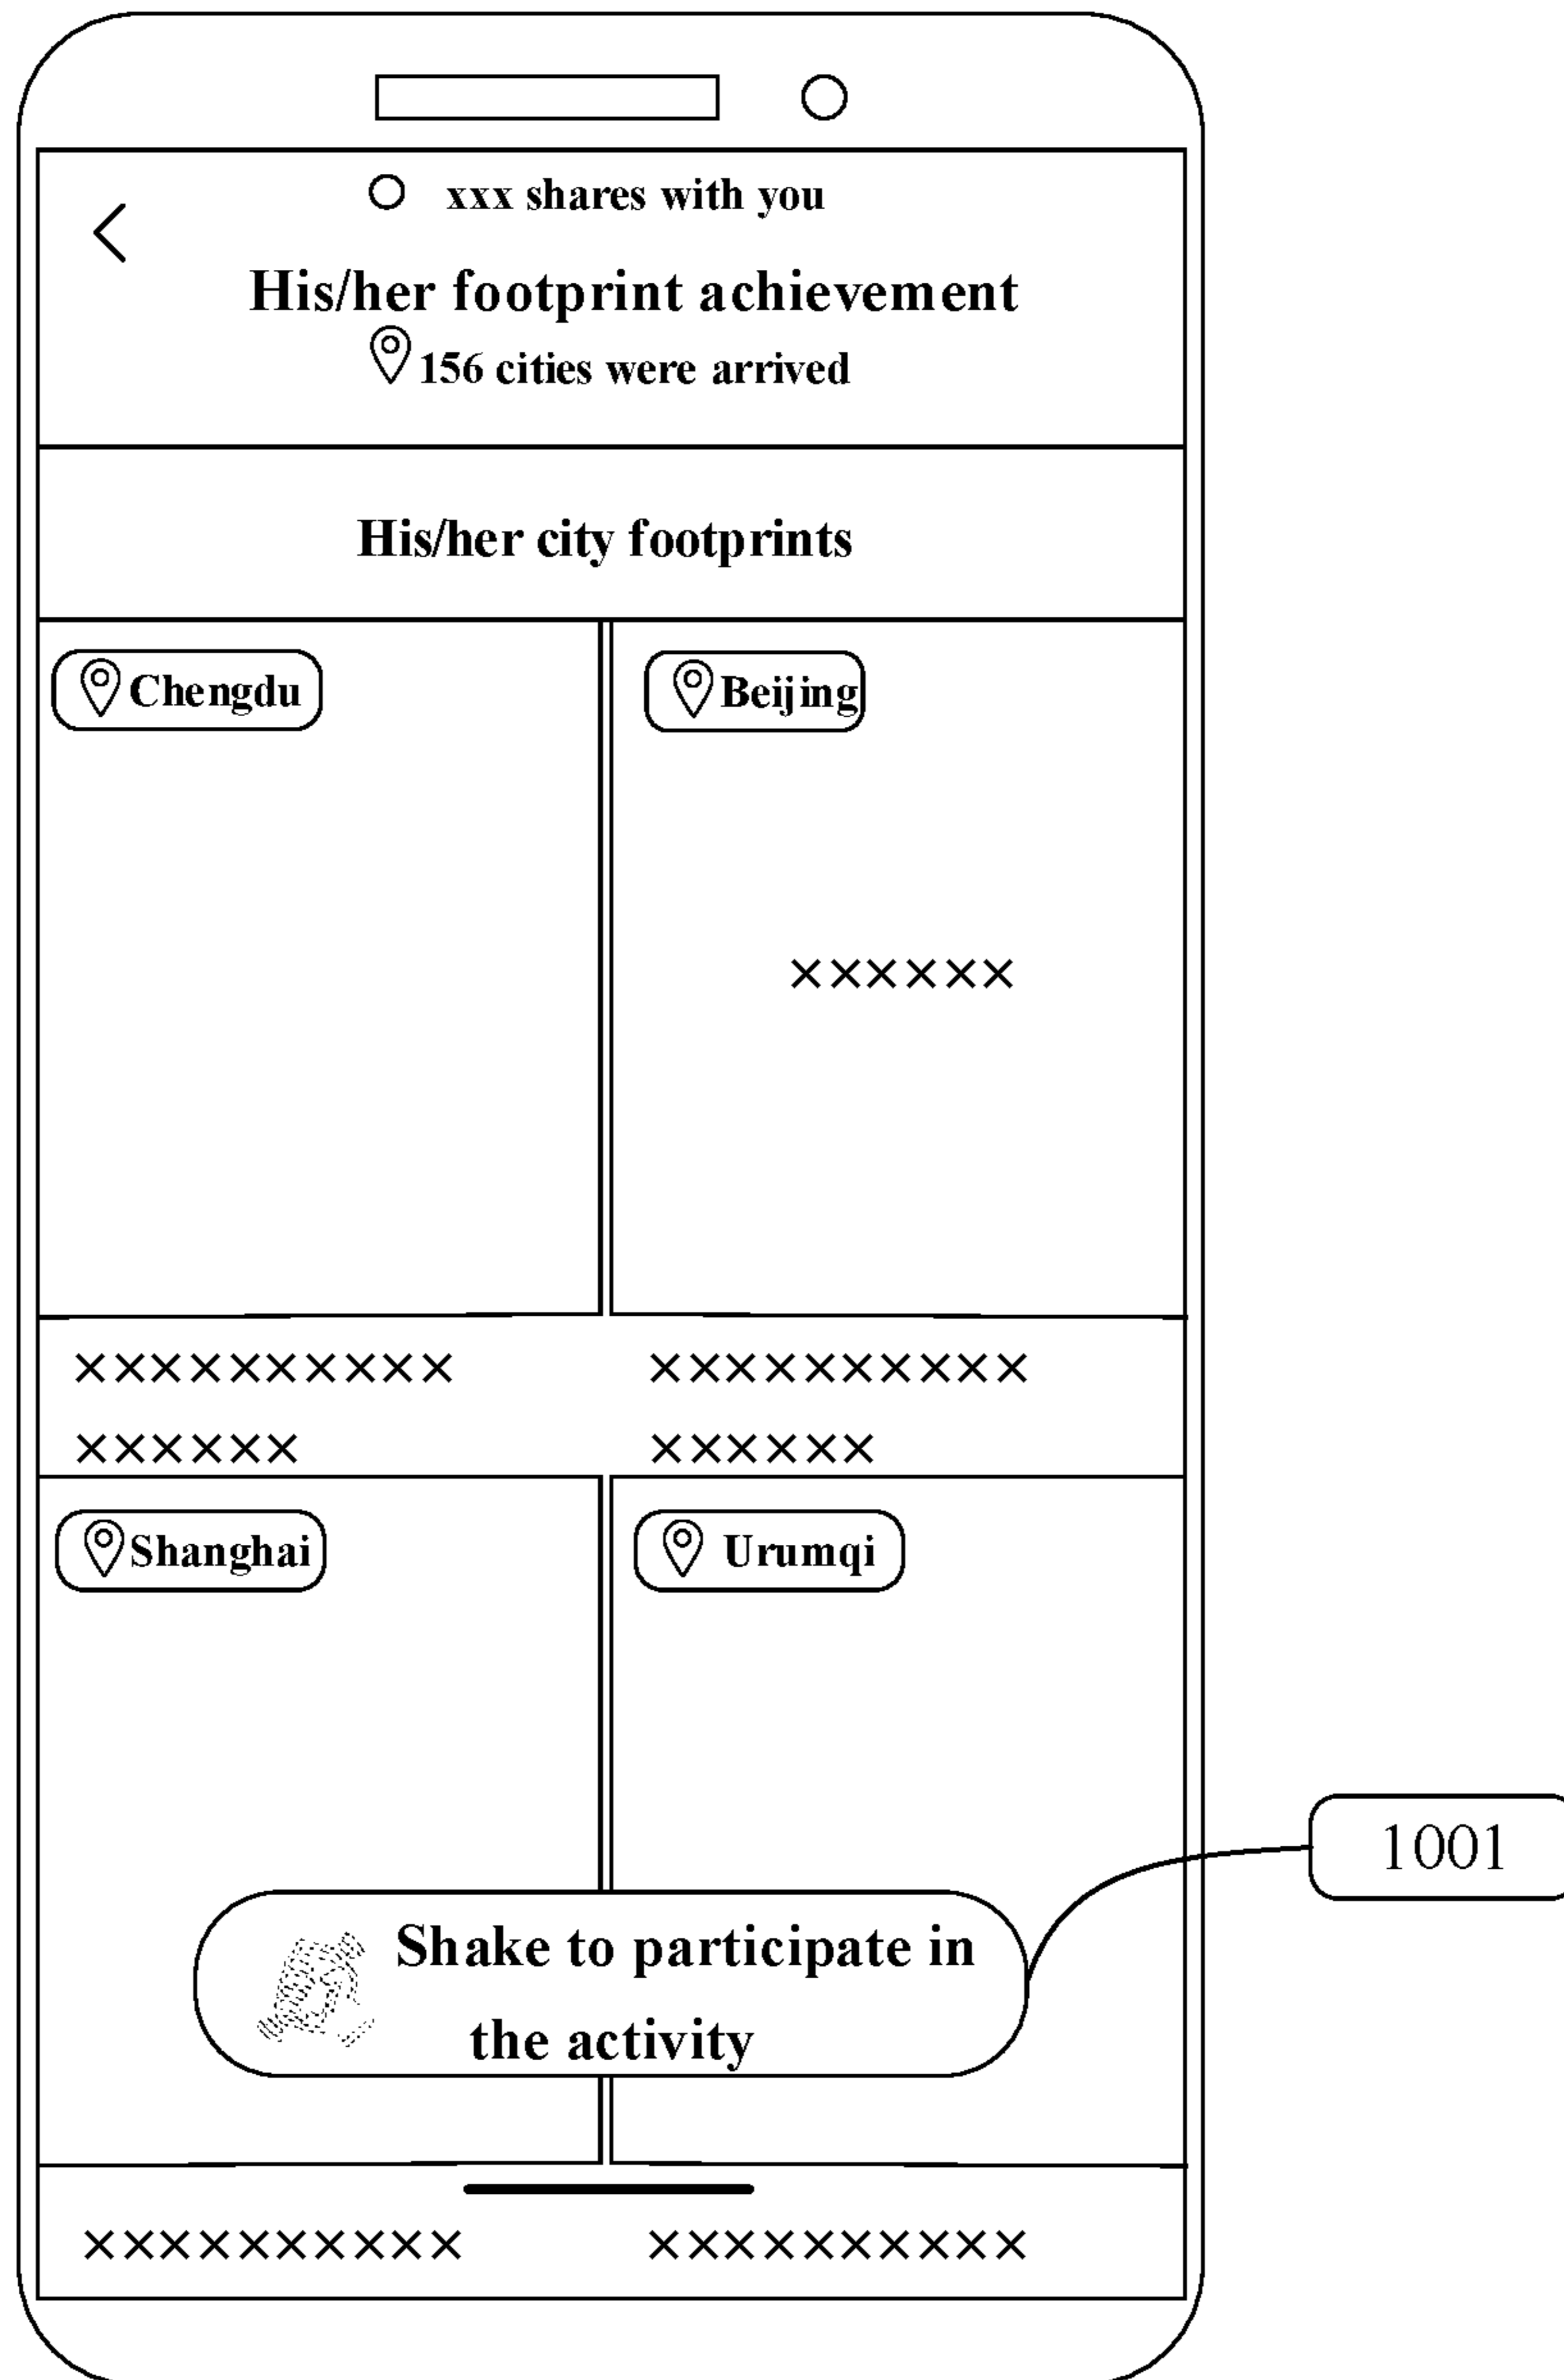 xxx shares with you
His/her footprint achievement
156 cities were arrived
His/her city footprints
Chengdu
Beijing
××××××
××××××××××
××××××××××
××××××
××××××
Shanghai
Urumqi
1001
Shake to participate in
the activity
××××××××××
××××××××××